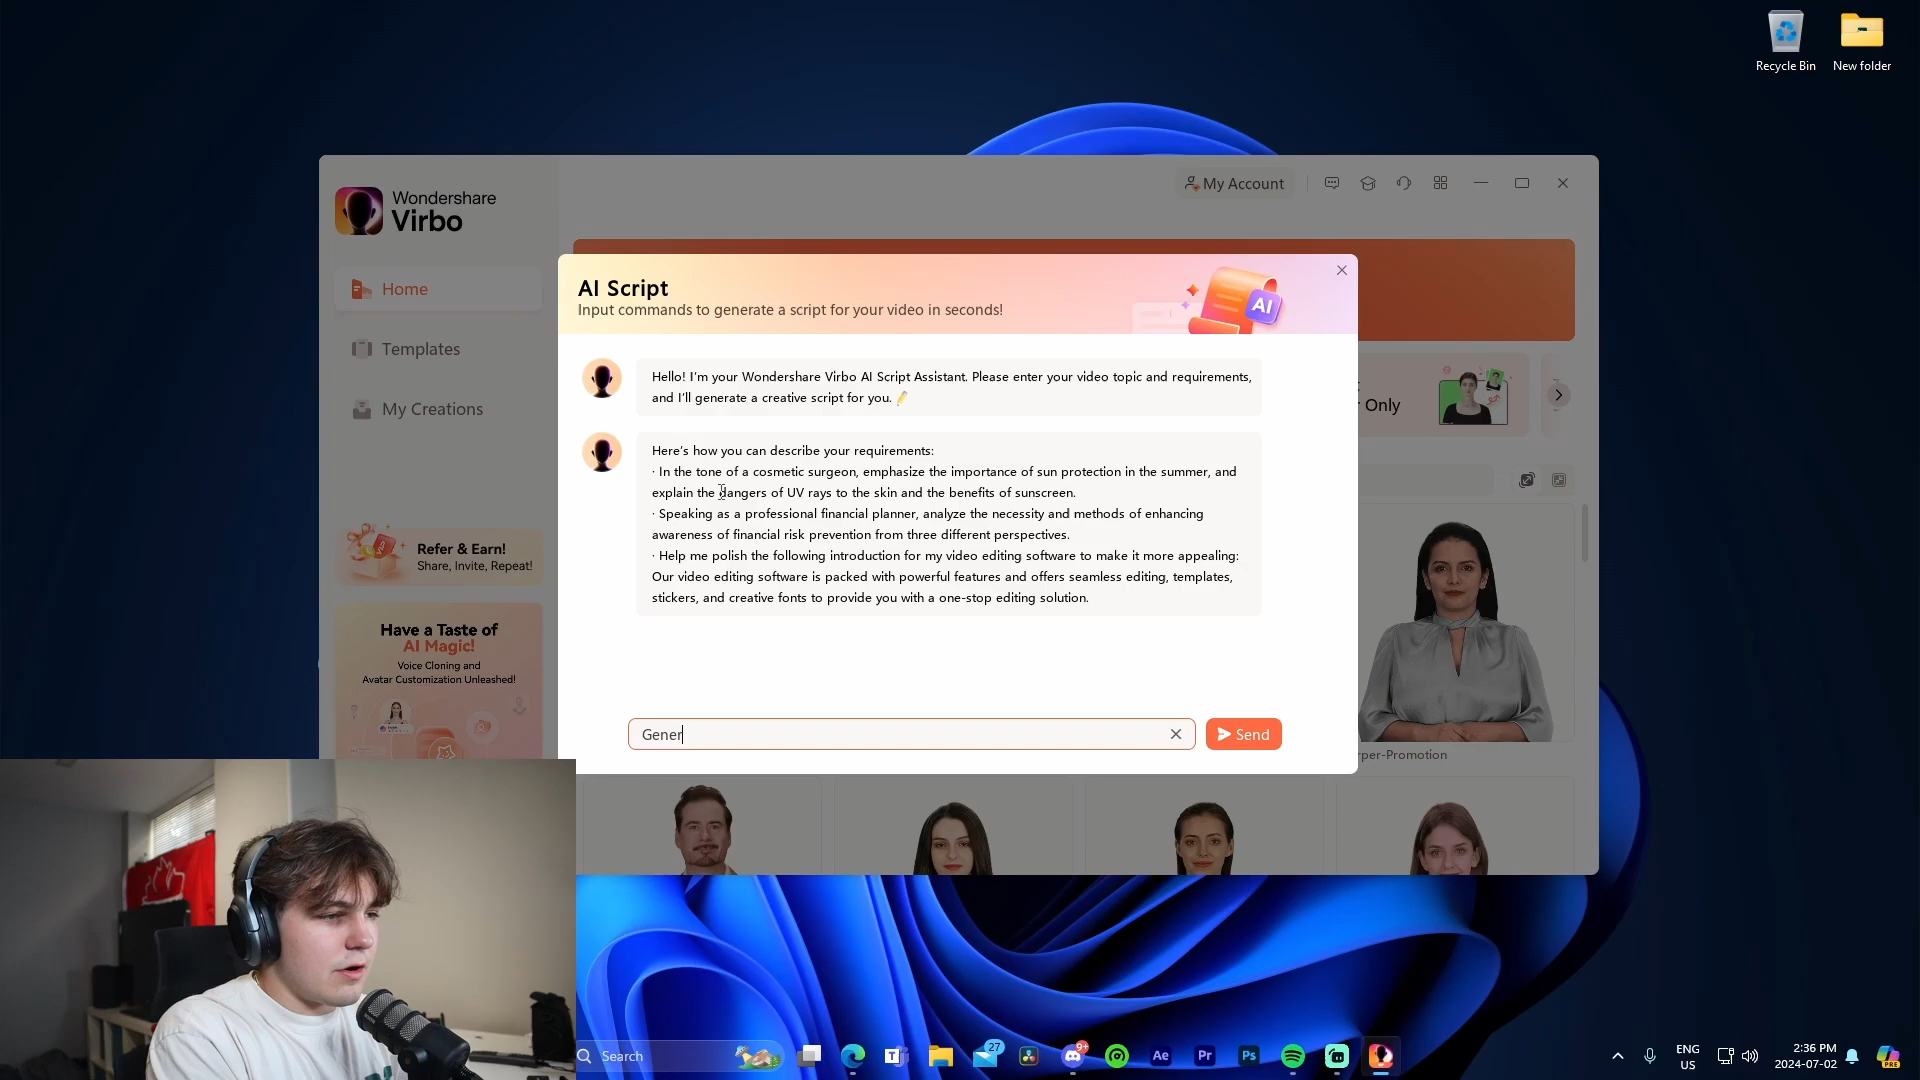 Recycle Bin
New folder
Wondershare
Virbo
My Account
Home
Templates
My Creations
Refer & Earn!
Share, Invite, Repeat!
Have a Taste of
AI Magic!
Voice Cloning and
Avatar Customization Unleashed!
AI Script
Input commands to generate a script for your video in seconds!
AI
Hello! I'm your Wondershare Virbo AI Script Assistant. Please enter your video topic and requirements,
and I'll generate a creative script for you.
Here's how you can describe your requirements:
· In the tone of a cosmetic surgeon, emphasize the importance of sun protection in the summer, and
explain the dangers of UV rays to the skin and the benefits of sunscreen.
· Speaking as a professional financial planner, analyze the necessity and methods of enhancing
awareness of financial risk prevention from three different perspectives.
· Help me polish the following introduction for my video editing software to make it more appealing:
Our video editing software is packed with powerful features and offers seamless editing, templates,
stickers, and creative fonts to provide you with a one-stop editing solution.
Gener
Send
Only
rper-Promotion
Search
27
9+
Ae
Pr
Ps
ENG
US
2:36 PM
2024-07-02
PRE